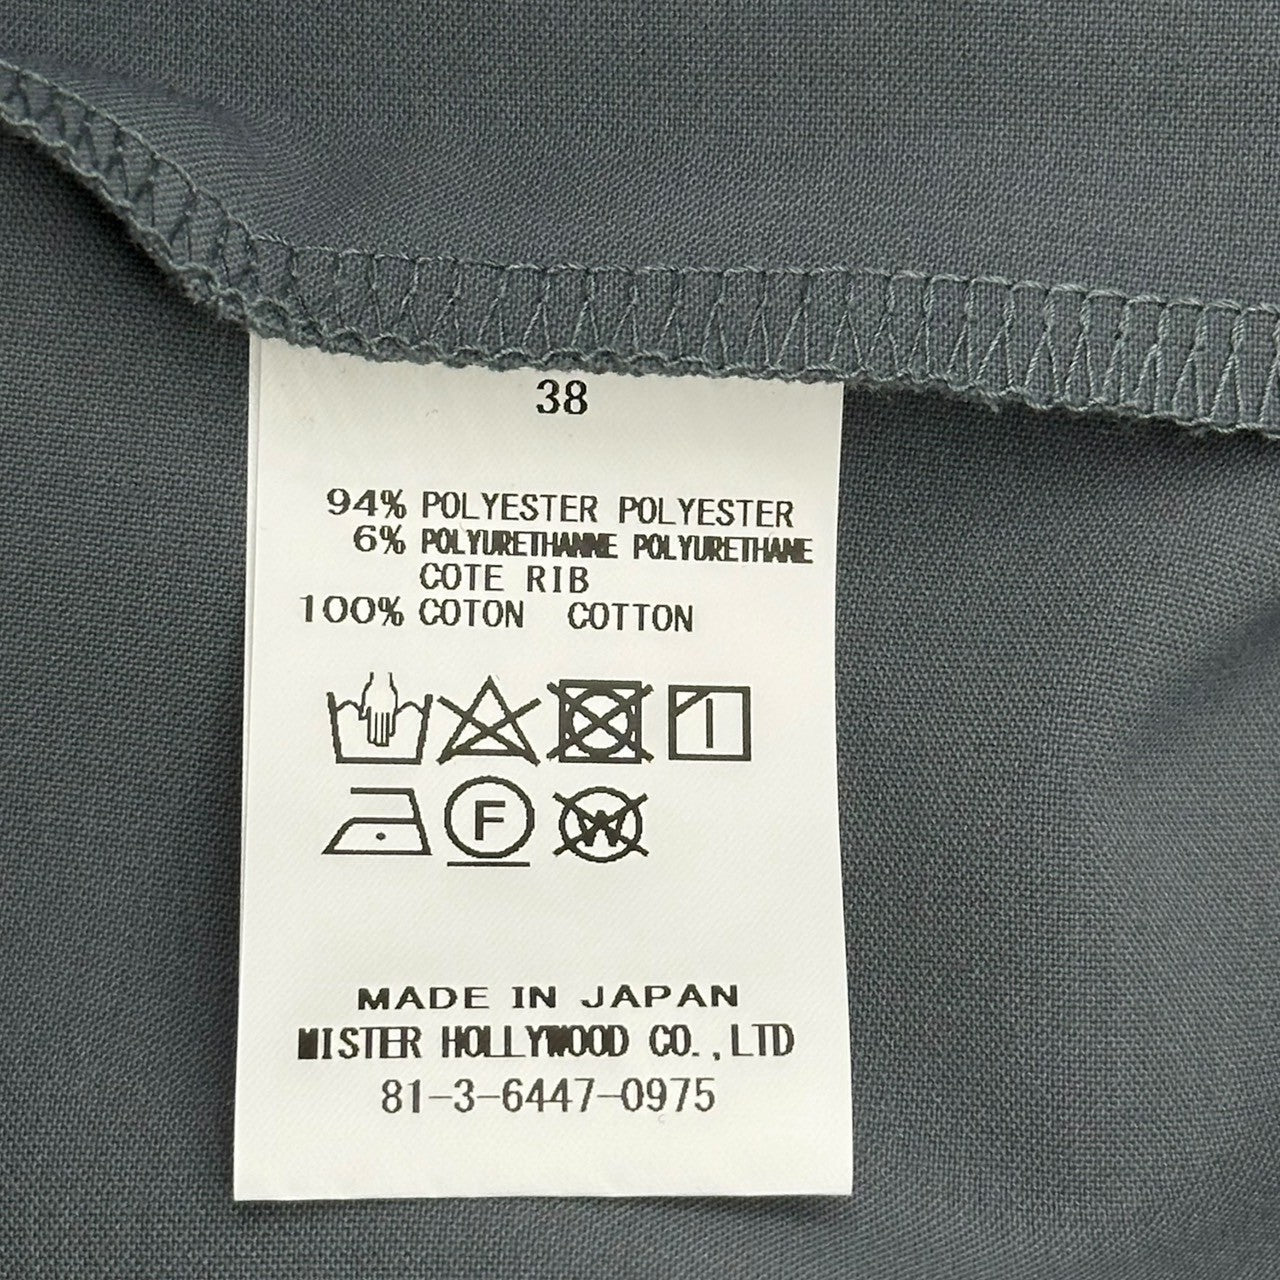 38
94% POLYESTER POLYESTER
6% POLYURETHANNE POLYURETHANE
COTE RIB
100% COTON COTTON
F
W
MADE IN JAPAN
MISTER HOLLYWOOD CO.,LTD
81-3-6447-0975